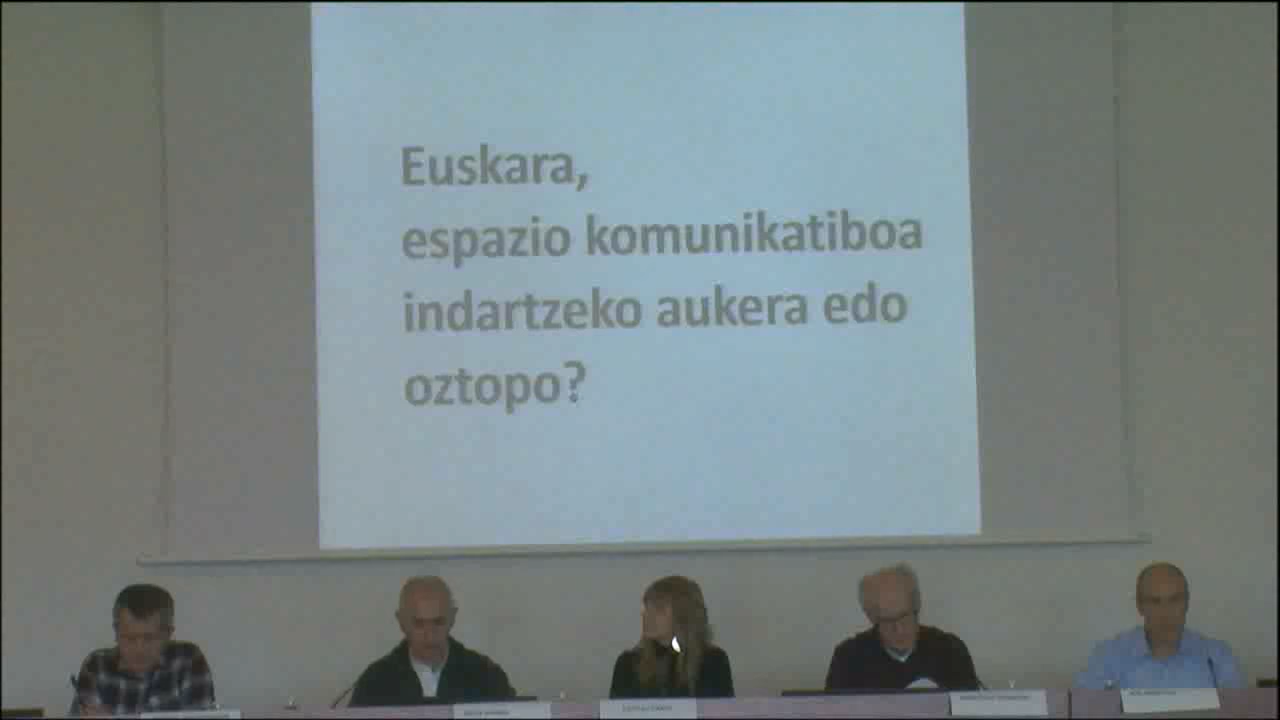 Euskara,
espazio komunikatiboa
indartzeko aukera edo
oztopo?